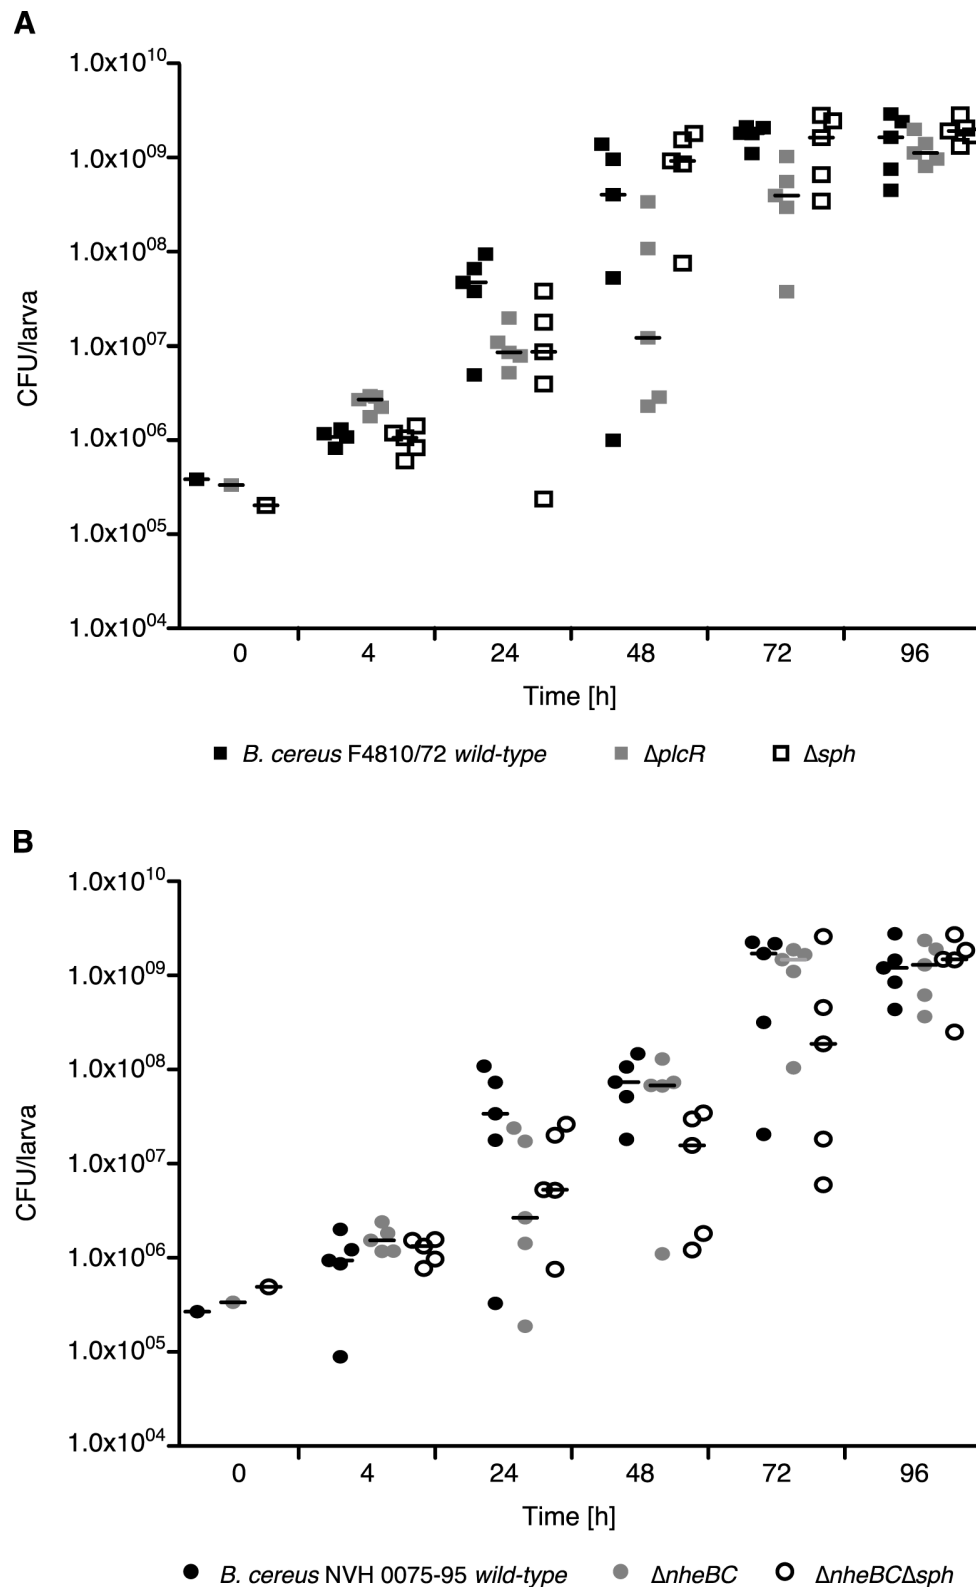 A
1.0x10^10
1.0x10^09
1.0x10^08
1.0x10^07
1.0x10^06
1.0x10^05
1.0x10^04
CFU/larva
0 4 24 48 72 96
Time [h]
B. cereus F4810/72 wild-type ΔplcR Δsph
B
1.0x10^10
1.0x10^09
1.0x10^08
1.0x10^07
1.0x10^06
1.0x10^05
1.0x10^04
CFU/larva
0 4 24 48 72 96
Time [h]
B. cereus NVH 0075-95 wild-type ΔnheBC ΔnheBCΔsph